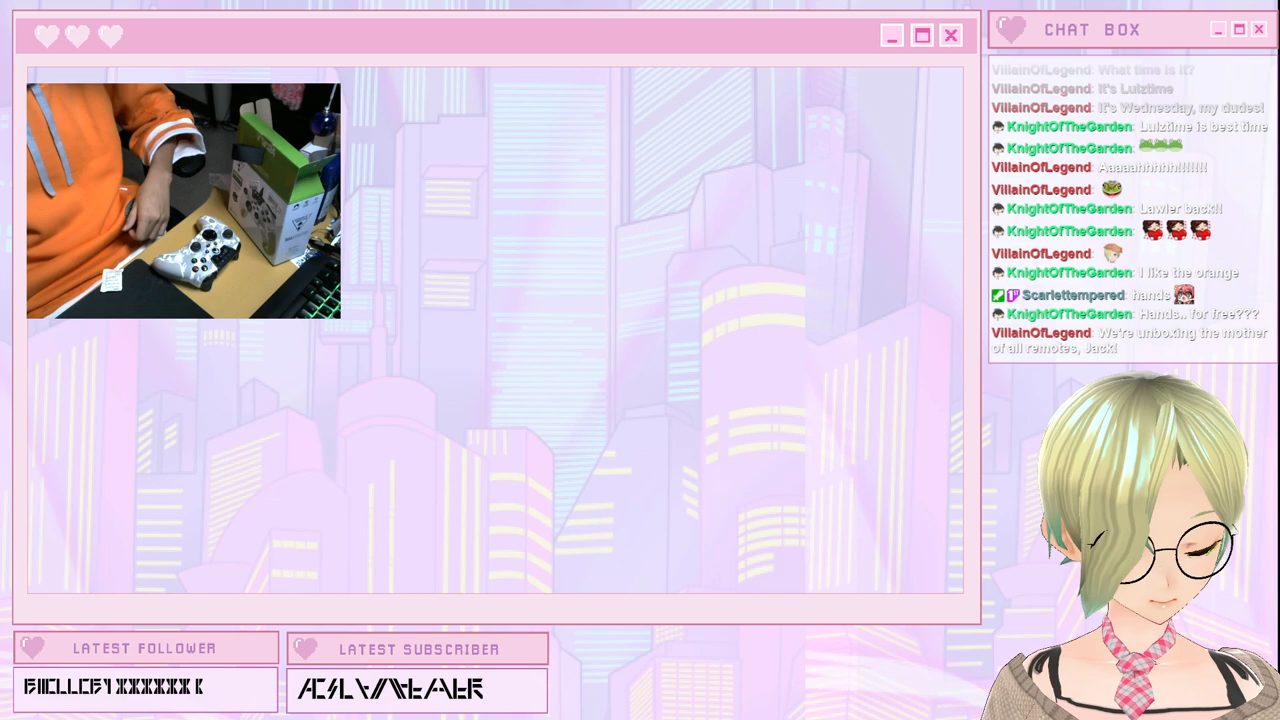 CHAT BOX
VillainOfLegend: What time is it?
VillainOfLegend: It's Lulztime
VillainOfLegend: It's Wednesday, my dudes!
KnightOfTheGarden: Lulztime is best time
KnightOfTheGarden:
VillainOfLegend: Aaaaahhhhh!!!!!!!
VillainOfLegend:
KnightOfTheGarden: Lawler back!!
KnightOfTheGarden:
VillainOfLegend:
KnightOfTheGarden: I like the orange
Scarlettempered: hands
KnightOfTheGarden: Hands.. for free???
VillainOfLegend: We're unboxing the mother
of all remotes, Jack!
LATEST FOLLOWER
LATEST SUBSCRIBER